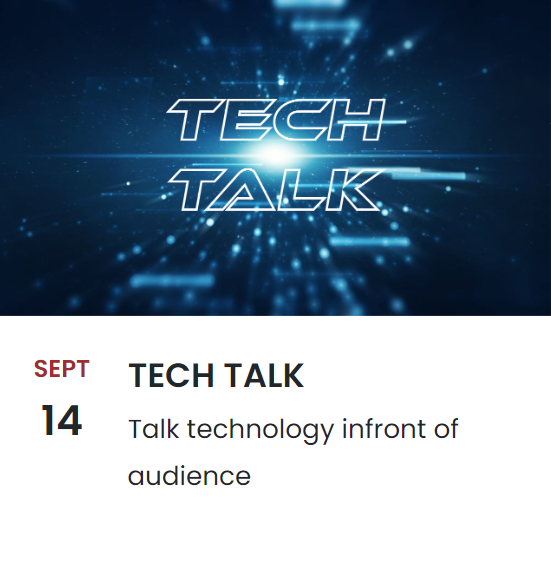 TECH
TALK
SEPT
14
TECH TALK
Talk technology infront of
audience